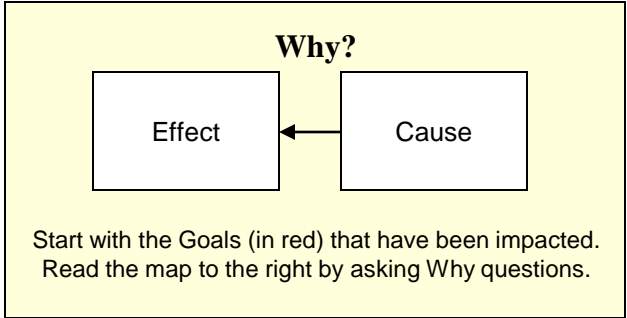 Why?
Effect
Cause
Start with the Goals (in red) that have been impacted.
Read the map to the right by asking Why questions.